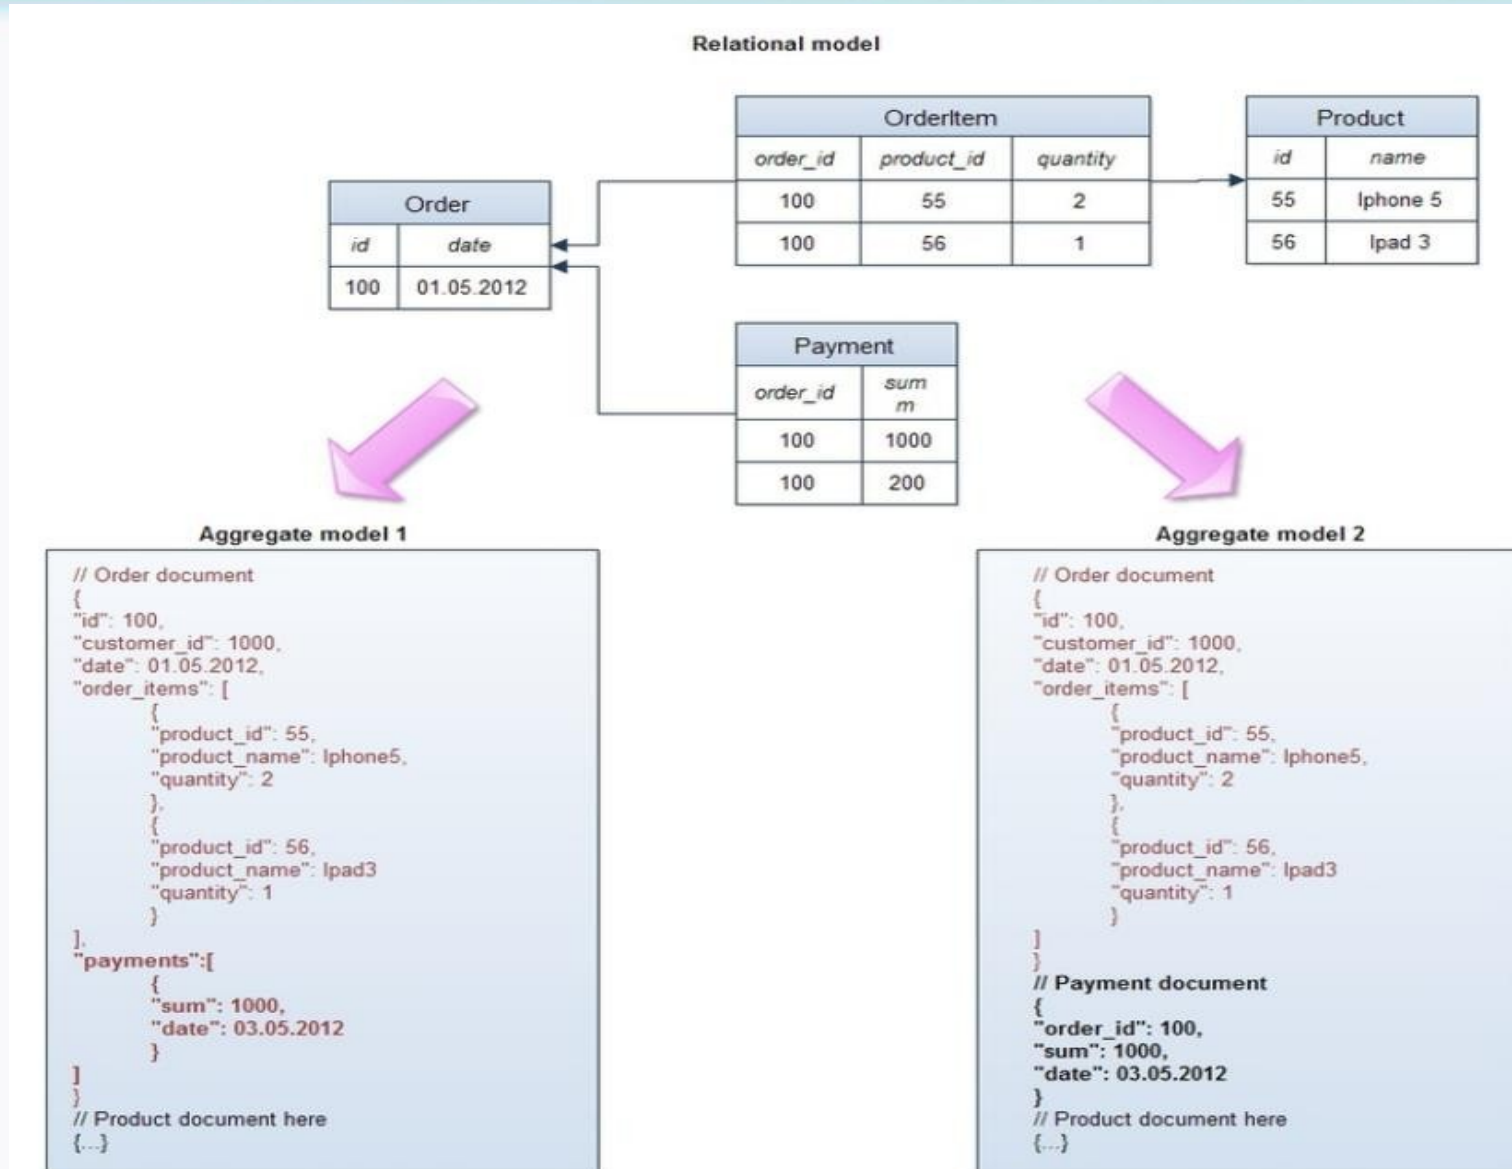 Relational model
OrderItem
order_id product_id quantity
100 55 2
100 56 1
Product
id name
55 Iphone 5
56 Ipad 3
Order
id date
100 01.05.2012
Payment
order_id sum
m
100 1000
100 200
Aggregate model 1
// Order document
{
"id": 100,
"customer_id": 1000,
"date": 01.05.2012,
"order_items": [
{
"product_id": 55,
"product_name": Iphone5,
"quantity": 2
},
{
"product_id": 56,
"product_name": Ipad3
"quantity": 1
}
],
"payments":[
{
"sum": 1000,
"date": 03.05.2012
}
]
}
// Product document here
{...}
Aggregate model 2
// Order document
{
"id": 100,
"customer_id": 1000,
"date": 01.05.2012,
"order_items": [
{
"product_id": 55,
"product_name": Iphone5,
"quantity": 2
},
{
"product_id": 56,
"product_name": Ipad3
"quantity": 1
}
]
}
// Payment document
{
"order_id": 100,
"sum": 1000,
"date": 03.05.2012
}
// Product document here
{...}